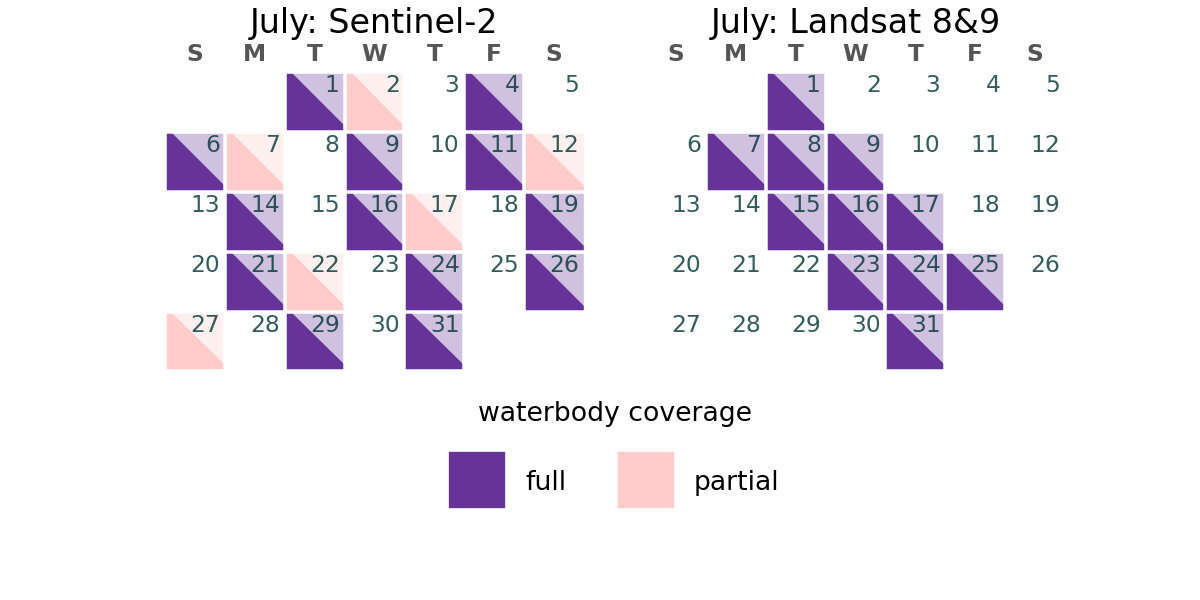 July: Sentinel-2
S M T W T F S
1 2 3 4 5
6 7 8 9 10 11 12
13 14 15 16 17 18 19
20 21 22 23 24 25 26
27 28 29 30 31
July: Landsat 8&9
S M T W T F S
1 2 3 4 5
6 7 8 9 10 11 12
13 14 15 16 17 18 19
20 21 22 23 24 25 26
27 28 29 30 31
waterbody coverage
full partial